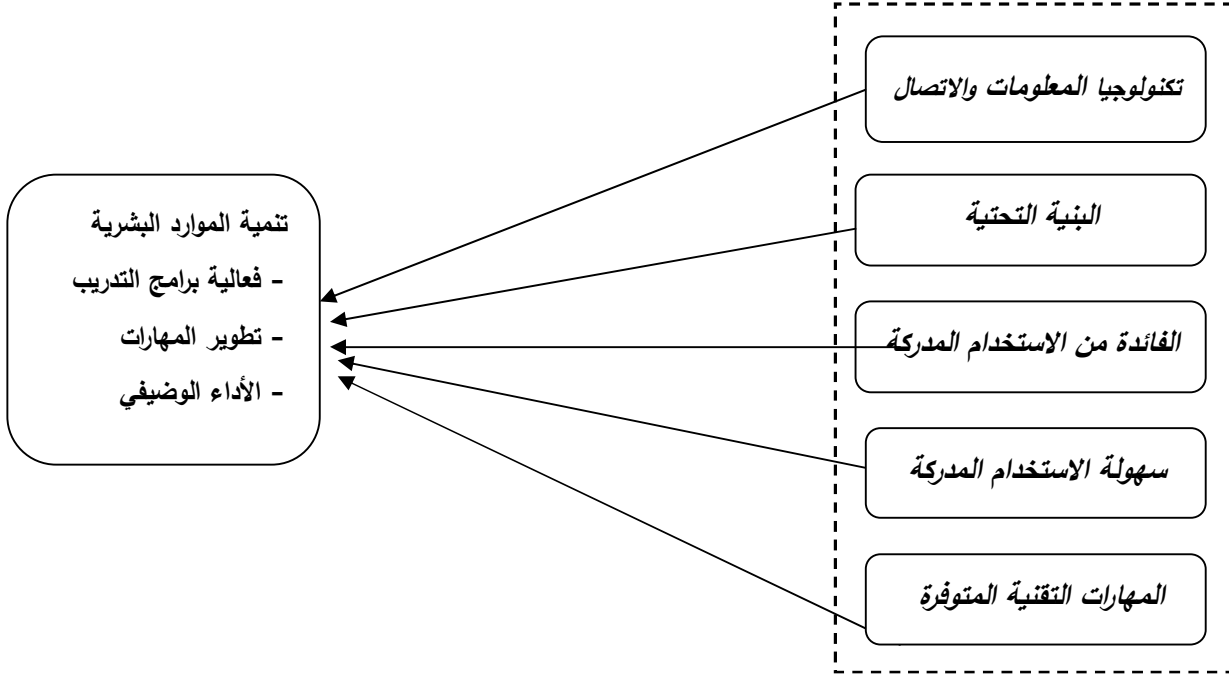 تكنولوجيا المعلومات والاتصال
البنية التحتية
الفائدة من الاستخدام المدركة
سهولة الاستخدام المدركة
المهارات التقنية المتوفرة
تنمية الموارد البشرية
- فعالية برامج التدريب
- تطوير المهارات
- الأداء الوضيفي